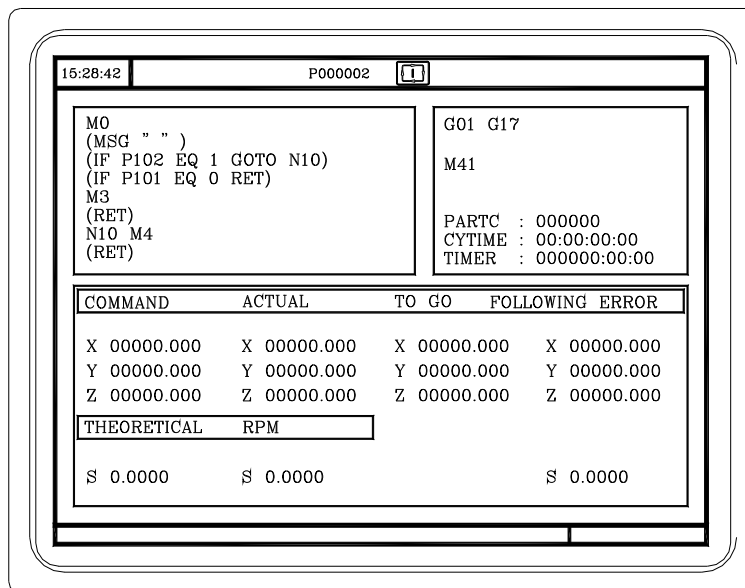 15:28:42 P000002
M0
(MSG " " )
(IF P102 EQ 1 GOTO N10)
(IF P101 EQ 0 RET)
M3
(RET)
N10 M4
(RET)
G01 G17
M41
PARTC : 000000
CYTIME : 00:00:00:00
TIMER : 000000:00:00
COMMAND ACTUAL TO GO FOLLOWING ERROR
X 00000.000 X 00000.000 X 00000.000 X 00000.000
Y 00000.000 Y 00000.000 Y 00000.000 Y 00000.000
Z 00000.000 Z 00000.000 Z 00000.000 Z 00000.000
THEORETICAL RPM
S 0.0000 S 0.0000 S 0.0000